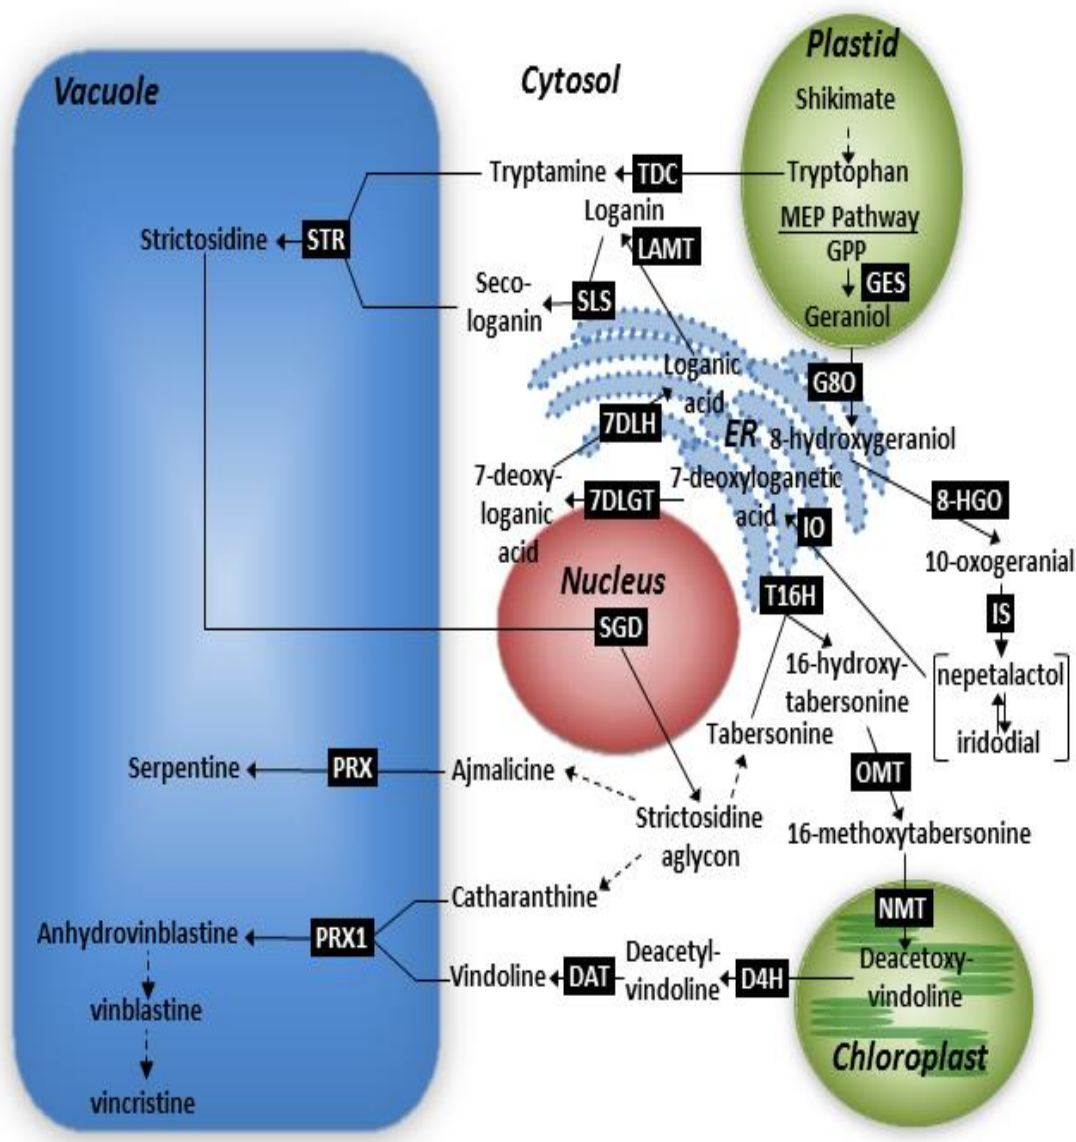 Plastid
Vacuole
Cytosol
Shikimate
Tryptamine
TDC
Tryptophan
Loganin
MEP Pathway
Strictosidine
STR
LAMT
GPP
GES
Seco-
loganin
SLS
Geraniol
Loganic
acid
G8O
7DLH
ER
8-hydroxygeraniol
7-deoxy-
loganic
acid
7DLGT
7-deoxyloganetic
acid
IO
8-HGO
10-oxogeranial
Nucleus
T16H
IS
SGD
16-hydroxy-
tabersonine
nepetalactol
iridodial
Tabersonine
Serpentine
PRX
Ajmalicine
OMT
Strictosidine
aglycon
16-methoxytabersonine
Catharanthine
NMT
Anhydrovinblastine
PRX1
Vindoline
DAT
Deacetyl-
vindoline
D4H
Deacetoxy-
vindoline
vinblastine
Chloroplast
vincristine